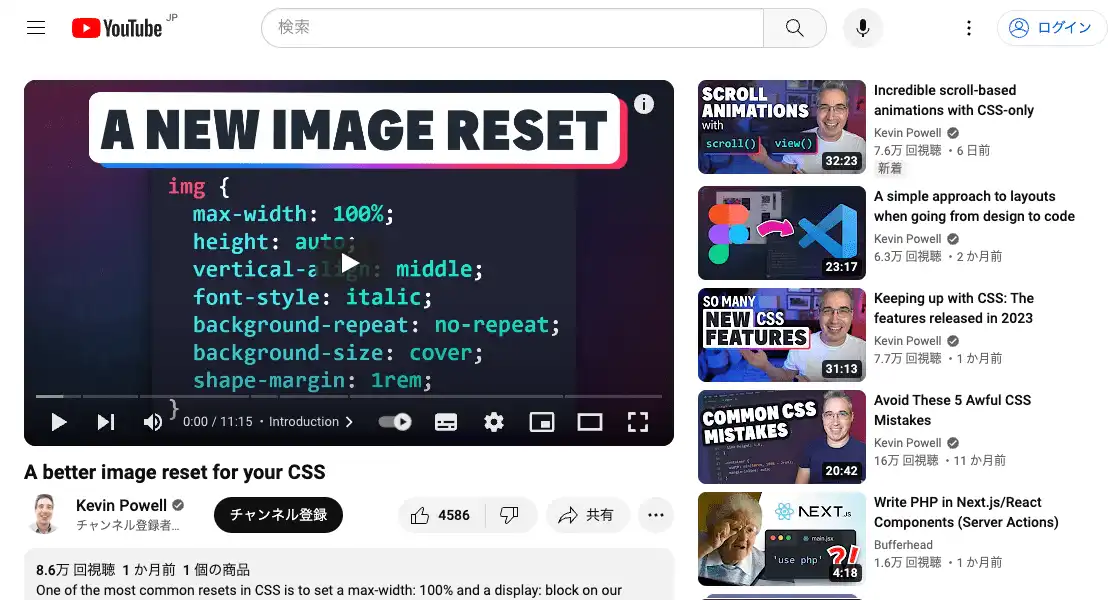 YouTube JP
検索
ログイン
A NEW IMAGE RESET
img {
max-width: 100%;
height: auto;
vertical-align: middle;
font-style: italic;
background-repeat: no-repeat;
background-size: cover;
shape-margin: 1rem;
}
0:00 / 11:15 • Introduction
A better image reset for your CSS
Kevin Powell
チャンネル登録者...
チャンネル登録
4586
共有
8.6万 回視聴 1 か月前 1 個の商品
One of the most common resets in CSS is to set a max-width: 100% and a display: block on our
SCROLL
ANIMATIONS
with
scroll() view()
32:23
Incredible scroll-based
animations with CSS-only
Kevin Powell
7.6万 回視聴 • 6 日前
新着
23:17
A simple approach to layouts
when going from design to code
Kevin Powell
6.3万 回視聴 • 2 か月前
SO MANY
NEW CSS
FEATURES
31:13
Keeping up with CSS: The
features released in 2023
Kevin Powell
7.7万 回視聴 • 1 か月前
COMMON CSS
MISTAKES
20:42
Avoid These 5 Awful CSS
Mistakes
Kevin Powell
16万 回視聴 • 11 か月前
NEXT.JS
main.jsx
'use php'
?!
4:18
Write PHP in Next.js/React
Components (Server Actions)
Bufferhead
1.6万 回視聴 • 1 か月前